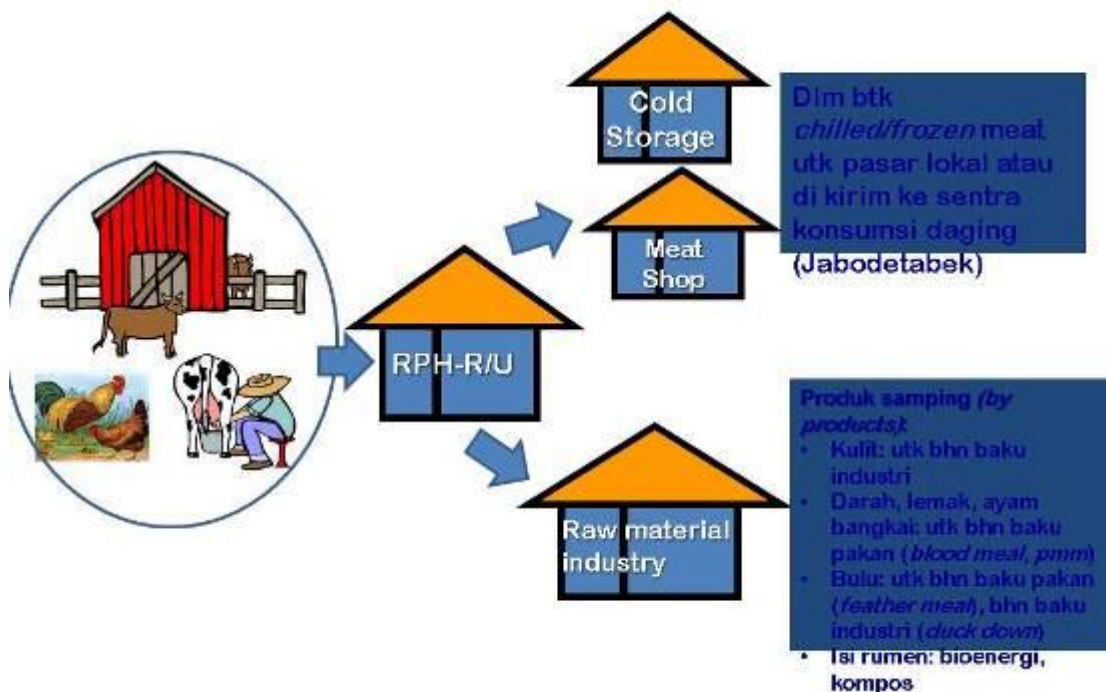 Cold
Storage
Dlm btk
chilled/frozen meat
utk pasar lokal atau
di kirim ke sentra
konsumsi daging
(Jabodetabek)
Meat
Shop
RPH-R/U
Raw material
industry
Produk samping (by
products):
• Kulit: utk bhn baku
industri
• Darah, lemak, ayam
bangkai: utk bhn baku
pakan (blood meal, pmm)
• Bulu: utk bhn baku pakan
(feather meal), bhn baku
industri (duck down)
• Isi rumen: bioenergi,
kompos